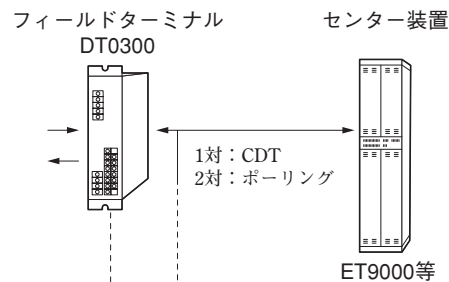 フィールドターミナル
DT0300
センター装置
1対：CDT
2対：ポーリング
ET9000等